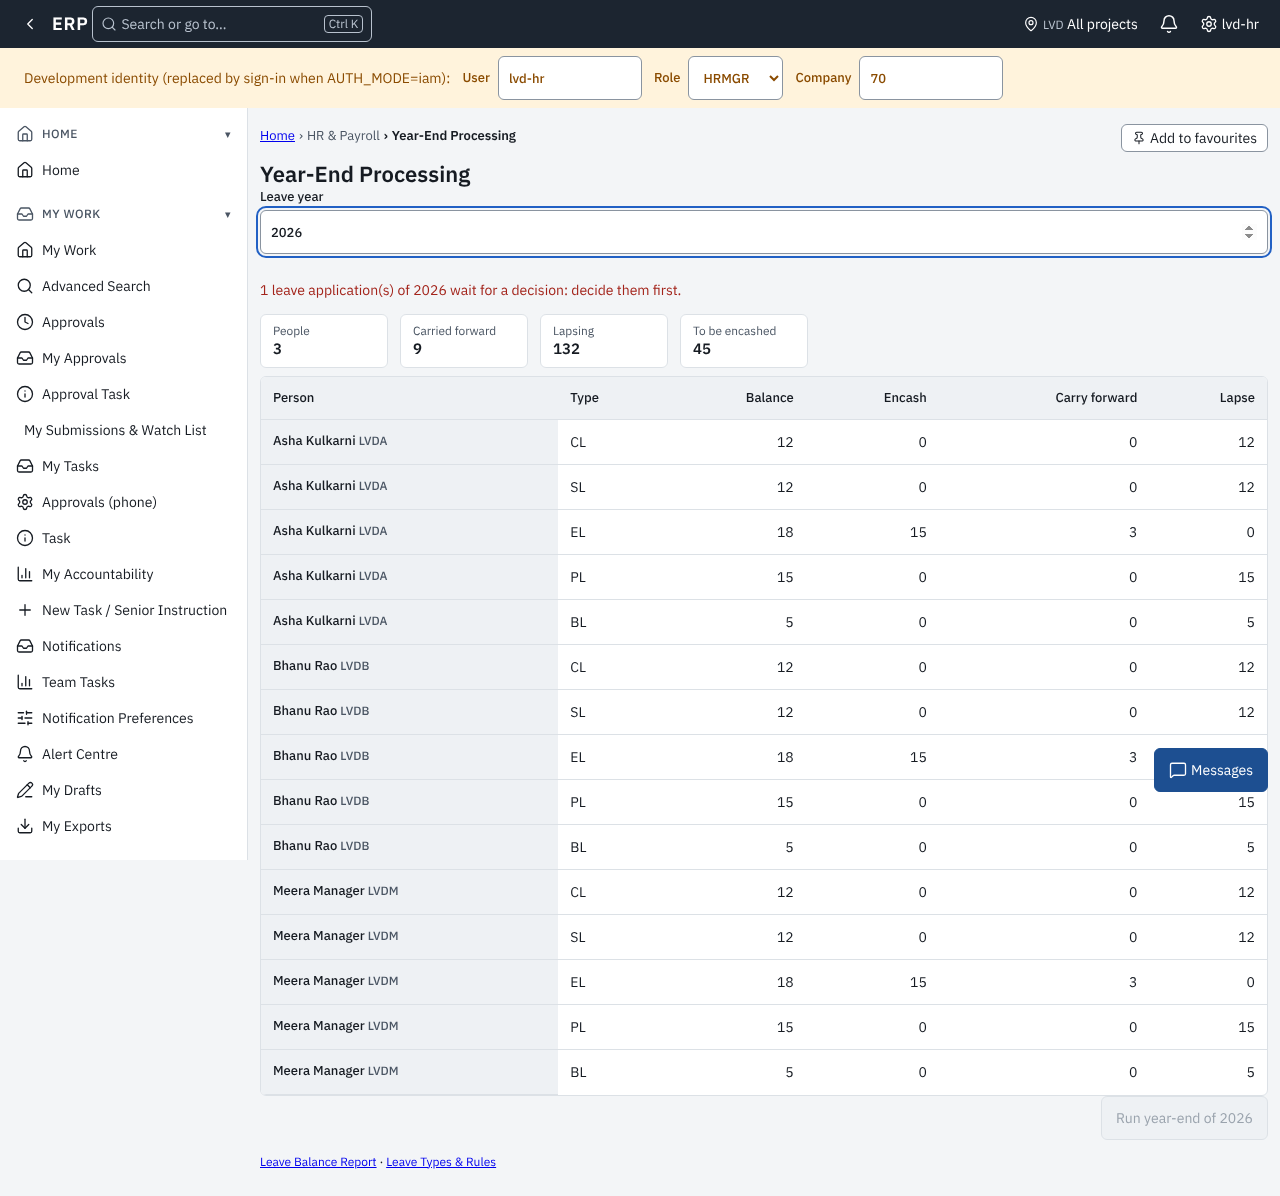 ERP Search or go to... Ctrl K LVD All projects lvd-hr
Development identity (replaced by sign-in when AUTH_MODE=iam): User lvd-hr Role HRMGR Company 70
HOME
Home
MY WORK
My Work
Advanced Search
Approvals
My Approvals
Approval Task
My Submissions & Watch List
My Tasks
Approvals (phone)
Task
My Accountability
New Task / Senior Instruction
Notifications
Team Tasks
Notification Preferences
Alert Centre
My Drafts
My Exports
Home › HR & Payroll › Year-End Processing
Add to favourites
Year-End Processing
Leave year
2026
1 leave application(s) of 2026 wait for a decision: decide them first.
People Carried forward Lapsing To be encashed
3 9 132 45
Person Type Balance Encash Carry forward Lapse
Asha Kulkarni LVDA CL 12 0 0 12
Asha Kulkarni LVDA SL 12 0 0 12
Asha Kulkarni LVDA EL 18 15 3 0
Asha Kulkarni LVDA PL 15 0 0 15
Asha Kulkarni LVDA BL 5 0 0 5
Bhanu Rao LVDB CL 12 0 0 12
Bhanu Rao LVDB SL 12 0 0 12
Bhanu Rao LVDB EL 18 15 3
Messages
Bhanu Rao LVDB PL 15 0 0 15
Bhanu Rao LVDB BL 5 0 0 5
Meera Manager LVDM CL 12 0 0 12
Meera Manager LVDM SL 12 0 0 12
Meera Manager LVDM EL 18 15 3 0
Meera Manager LVDM PL 15 0 0 15
Meera Manager LVDM BL 5 0 0 5
Run year-end of 2026
Leave Balance Report · Leave Types & Rules